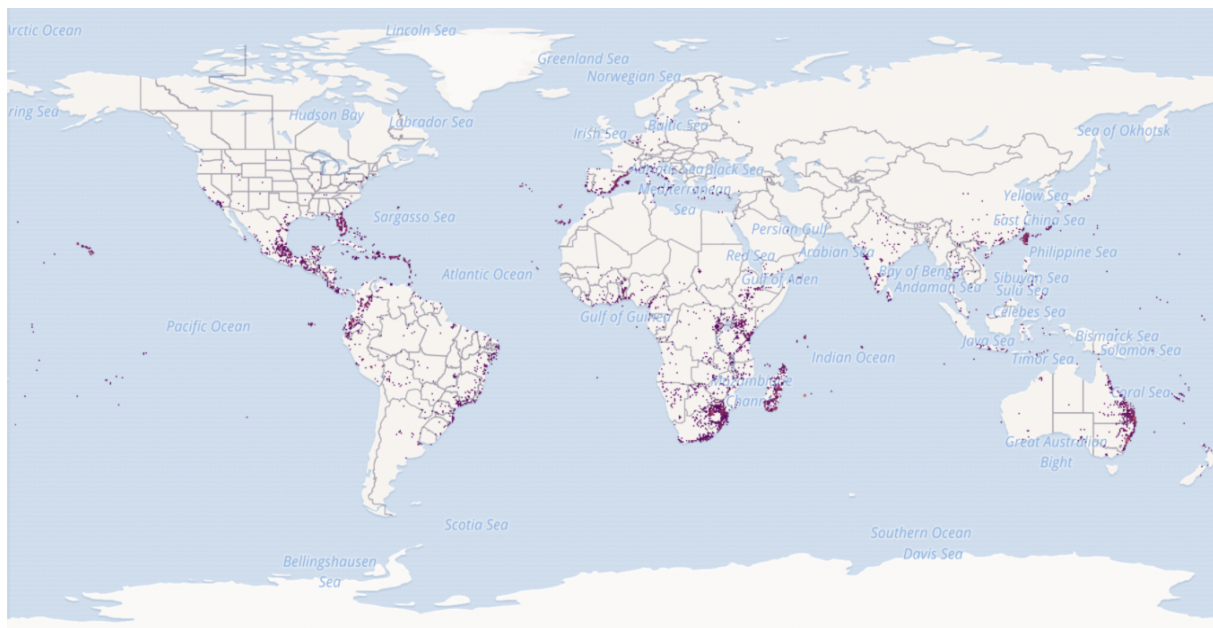 Arctic Ocean
Lincoln Sea
Greenland Sea
Norwegian Sea
ring Sea
Hudson Bay
Labrador Sea
Irish Sea
Baltic Sea
Sea of Okhotsk
Black Sea
Mediterranean
Sea
Yellow Sea
East China Sea
Sargasso Sea
Persian Gulf
Red Sea
Arabian Sea
Philippine Sea
Atlantic Ocean
Gulf of Aden
Bay of Bengal
Andaman Sea
Sibuyan Sea
Sulu Sea
Pacific Ocean
Gulf of Guinea
Celebes Sea
Java Sea
Bismarck Sea
Solomon Sea
Indian Ocean
Timor Sea
Mozambique
Channel
Coral Sea
Great Australian
Bight
Scotia Sea
Southern Ocean
Davis Sea
Bellingshausen
Sea